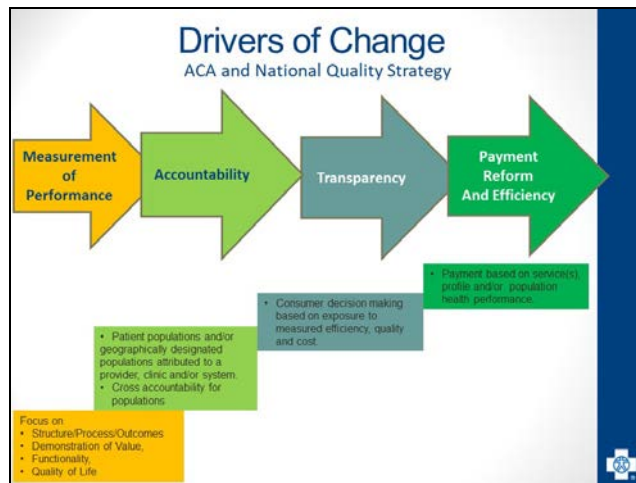 Drivers of Change
ACA and National Quality Strategy
Measurement
of
Performance
Accountability
Transparency
Payment
Reform
And Efficiency
• Payment based on service(s),
profile and/or population
health performance.
• Consumer decision making
based on exposure to
measured efficiency, quality
and cost.
• Patient populations and/or
geographically designated
populations attributed to a
provider, clinic and/or system.
• Cross accountability for
populations
Focus on
• Structure/Process/Outcomes
• Demonstration of Value,
• Functionality,
• Quality of Life